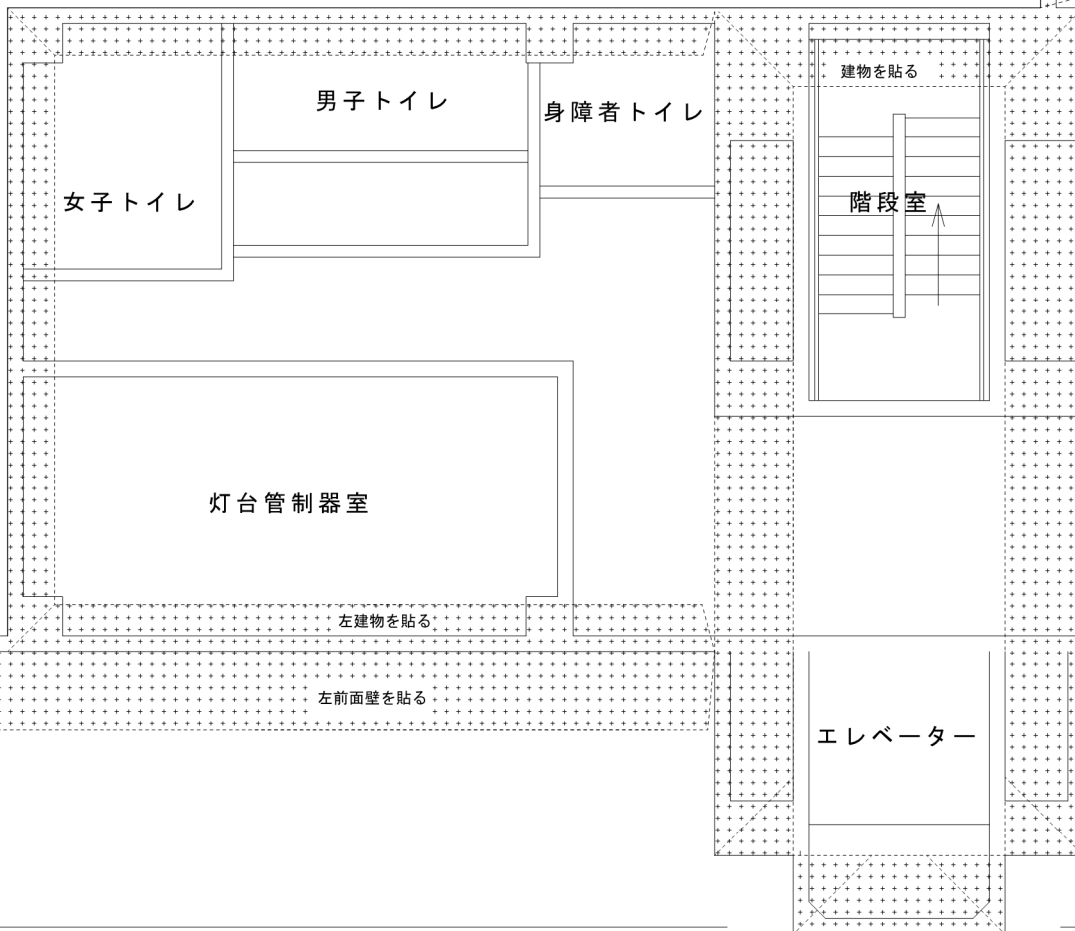 建物を貼る
男子トイレ
身障者トイレ
女子トイレ
階段室
灯台管制器室
左建物を貼る
左前面壁を貼る
エレベーター